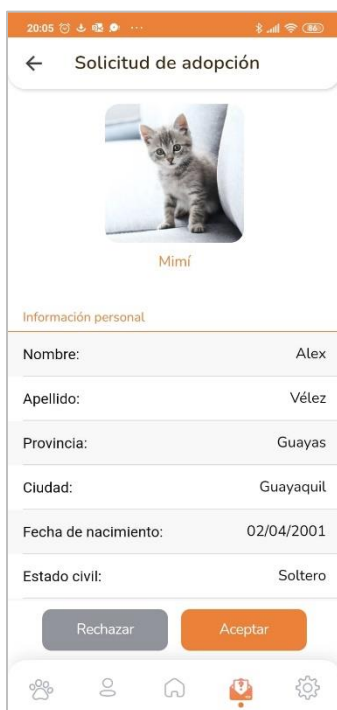 20:05 ...
86
Solicitud de adopción
Mimí
Información personal
Nombre: Alex
Apellido: Vélez
Provincia: Guayas
Ciudad: Guayaquil
Fecha de nacimiento: 02/04/2001
Estado civil: Soltero
Rechazar Aceptar